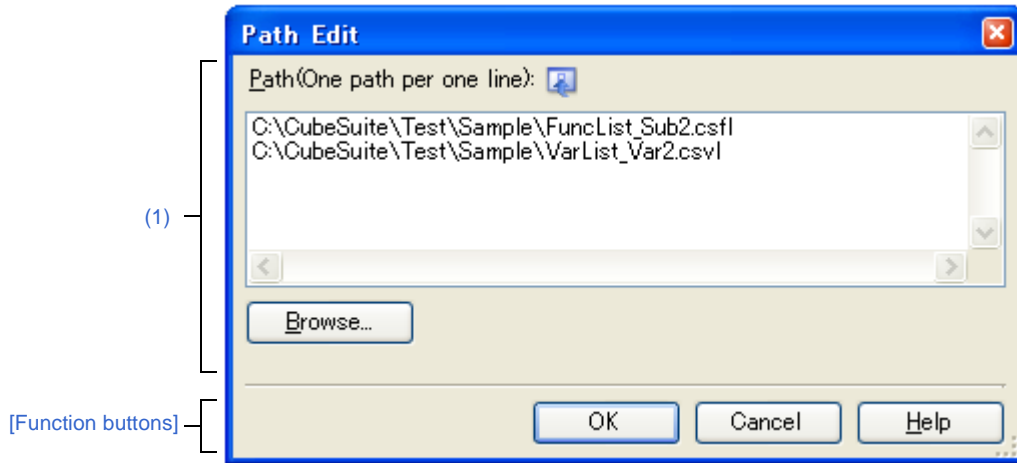 Path Edit
Path(One path per one line):
C:\CubeSuite\Test\Sample\FuncList_Sub2.csfl
C:\CubeSuite\Test\Sample\VarList_Var2.csvl
(1)
Browse...
[Function buttons]
OK Cancel Help